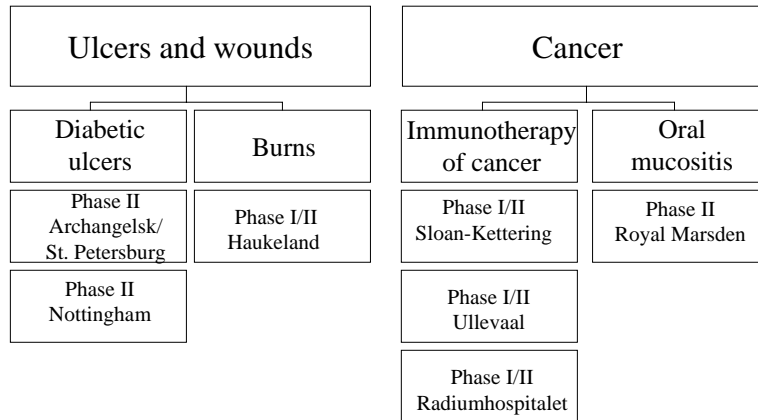 Ulcers and wounds
Diabetic
ulcers
Burns
Phase II
Archangelsk/
St. Petersburg
Phase I/II
Haukeland
Phase II
Nottingham
Cancer
Immunotherapy
of cancer
Oral
mucositis
Phase I/II
Sloan-Kettering
Phase II
Royal Marsden
Phase I/II
Ullevaal
Phase I/II
Radiumhospitalet